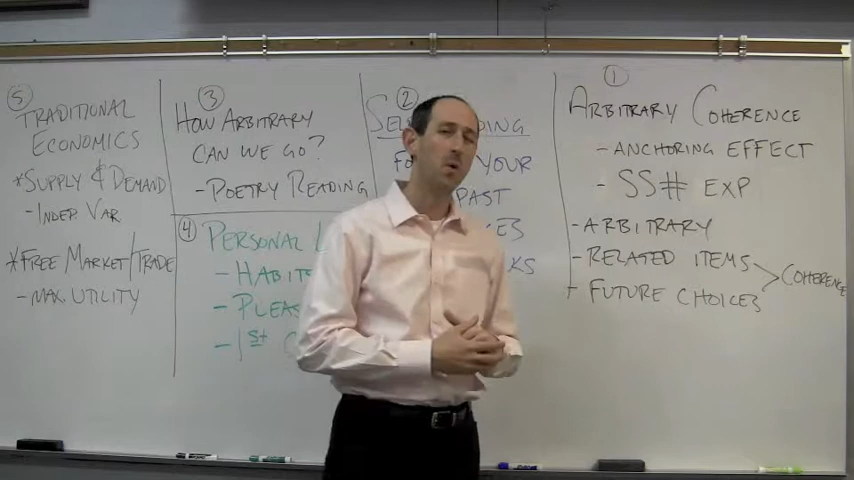 ①
ARBITRARY COHERENCE
- ANCHORING EFFECT
- SS# EXP
- ARBITRARY
- RELATED ITEMS
- FUTURE CHOICES
> COHERENCE
②
YOUR
PAST
③
HOW ARBITRARY
CAN WE GO?
- POETRY READING
④
PERSONAL
- HABITS
- 1st
⑤
TRADITIONAL
ECONOMICS
*SUPPLY & DEMAND
- INDEP. VAR
*FREE MARKET/TRADE
- MAX. UTILITY